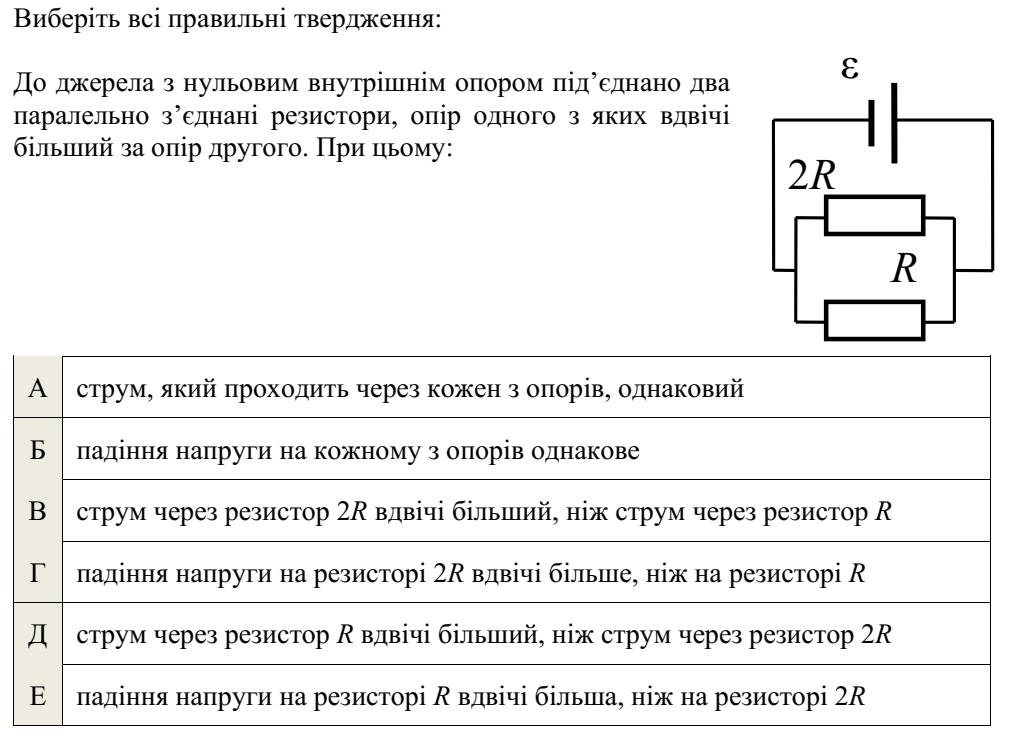 Виберіть всі правильні твердження:
До джерела з нульовим внутрішнім опором під’єднано два
паралельно з’єднані резистори, опір одного з яких вдвічі
більший за опір другого. При цьому:
ε
2R
R
А струм, який проходить через кожен з опорів, однаковий
Б падіння напруги на кожному з опорів однакове
В струм через резистор 2R вдвічі більший, ніж струм через резистор R
Г падіння напруги на резисторі 2R вдвічі більше, ніж на резисторі R
Д струм через резистор R вдвічі більший, ніж струм через резистор 2R
Е падіння напруги на резисторі R вдвічі більша, ніж на резисторі 2R